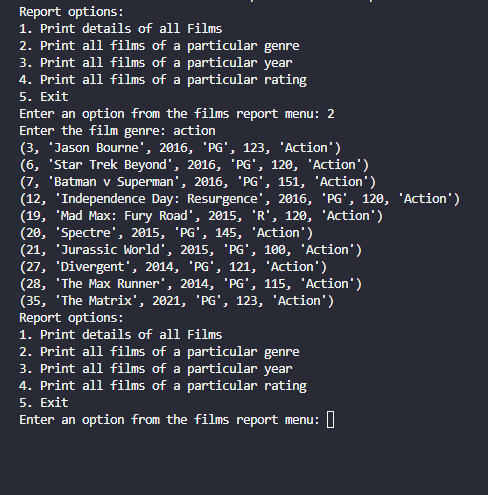 Report options:
1. Print details of all Films
2. Print all films of a particular genre
3. Print all films of a particular year
4. Print all films of a particular rating
5. Exit
Enter an option from the films report menu: 2
Enter the film genre: action
(3, 'Jason Bourne', 2016, 'PG', 123, 'Action')
(6, 'Star Trek Beyond', 2016, 'PG', 120, 'Action')
(7, 'Batman v Superman', 2016, 'PG', 151, 'Action')
(12, 'Independence Day: Resurgence', 2016, 'PG', 120, 'Action')
(19, 'Mad Max: Fury Road', 2015, 'R', 120, 'Action')
(20, 'Spectre', 2015, 'PG', 145, 'Action')
(21, 'Jurassic World', 2015, 'PG', 100, 'Action')
(27, 'Divergent', 2014, 'PG', 121, 'Action')
(28, 'The Max Runner', 2014, 'PG', 115, 'Action')
(35, 'The Matrix', 2021, 'PG', 123, 'Action')
Report options:
1. Print details of all Films
2. Print all films of a particular genre
3. Print all films of a particular year
4. Print all films of a particular rating
5. Exit
Enter an option from the films report menu: